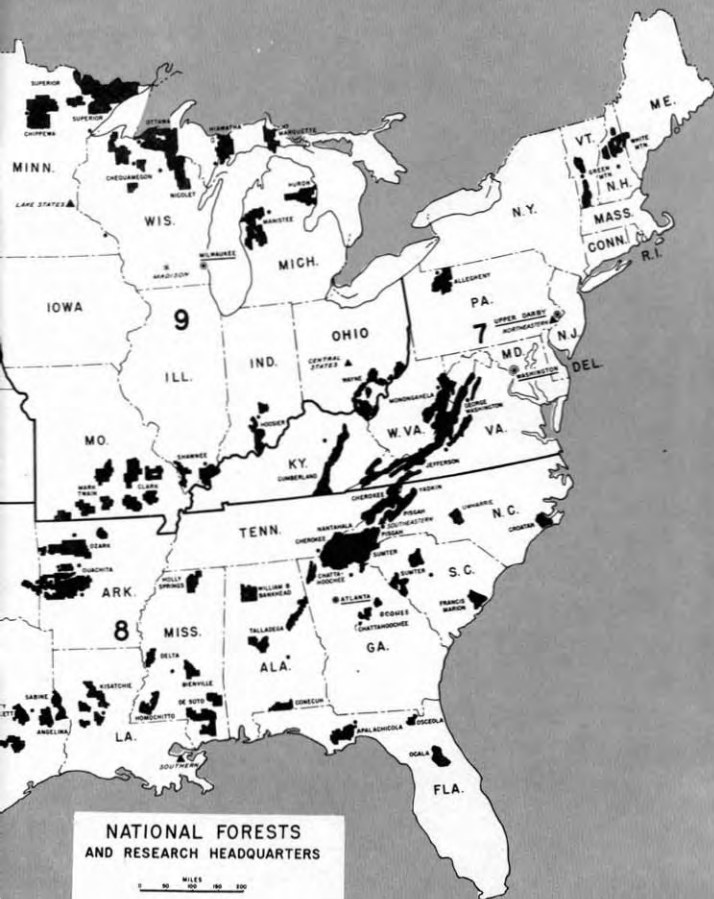 SUPERIOR
SUPERIOR
CHIPPEWA
MINN.
LAKE STATES
OTTAWA
HIAWATHA
MARQUETTE
CHEQUAMEGON
NICOLET
WIS.
MADISON
MILWAUKEE
HURON
MANISTEE
MICH.
ME.
VT.
WHITE
MTN
GREEN
MTN
N.H.
N.Y.
MASS.
CONN.
R.I.
ALLEGHENY
PA.
7
UPPER DARBY
NORTHEASTERN
N.J.
MD.
DEL.
WASHINGTON
IOWA
9
ILL.
IND.
OHIO
CENTRAL
STATES
WAYNE
HOOSIER
MONONGAHELA
GEORGE
WASHINGTON
W. VA.
VA.
JEFFERSON
MO.
MARK
TWAIN
CLARK
SHAWNEE
KY.
CUMBERLAND
CHEROKEE
YADKIN
PISGAH
SOUTHEASTERN
PISGAH
NANTAHALA
CHEROKEE
TENN.
UWHARRIE
N.C.
CROATAN
OZARK
OUACHITA
ARK.
8
HOLLY
SPRINGS
MISS.
WILLIAM
BANKHEAD
CHATTA-
HOOCHEE
SUMTER
SUMTER
S.C.
FRANCIS
MARION
ATLANTA
OCONEE
CHATTAHOOCHEE
GA.
TALLADEGA
ALA.
DELTA
BIENVILLE
DE SOTO
HOMOCHITTO
CONECUH
SABINE
KISATCHIE
ANGELINA
LA.
SOUTHERN
APALACHICOLA
OSCEOLA
OCALA
FLA.
NATIONAL FORESTS
AND RESEARCH HEADQUARTERS
MILES
0 50 100 150 200